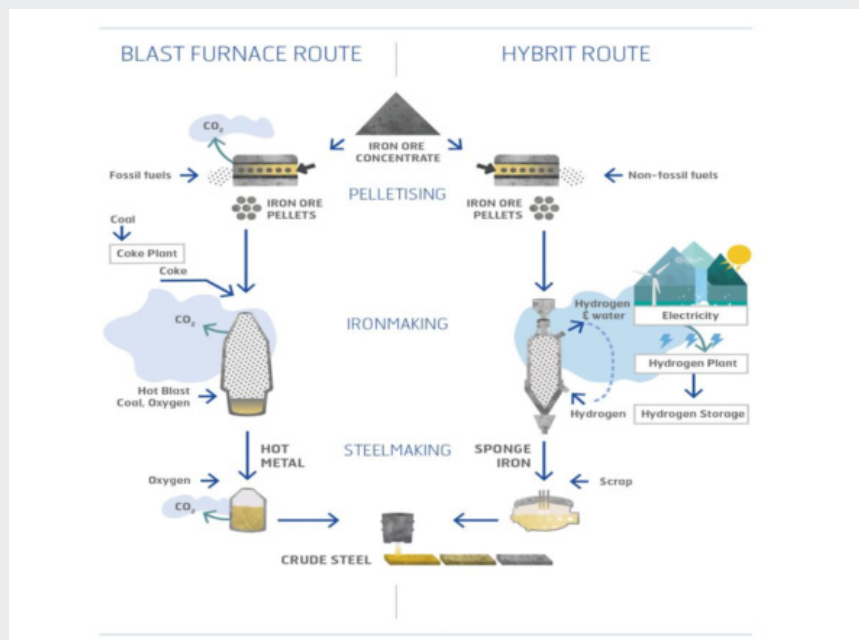 BLAST FURNACE ROUTE
HYBRIT ROUTE
CO₂
IRON ORE
CONCENTRATE
Fossil fuels
Non-fossil fuels
PELLETISING
IRON ORE
PELLETS
IRON ORE
PELLETS
Coal
Coke Plant
Coke
CO₂
IRONMAKING
Hydrogen
& water
Electricity
Hydrogen Plant
Hot Blast
Coal, Oxygen
Hydrogen
Hydrogen Storage
HOT
METAL
STEELMAKING
SPONGE
IRON
Oxygen
Scrap
CO₂
CRUDE STEEL